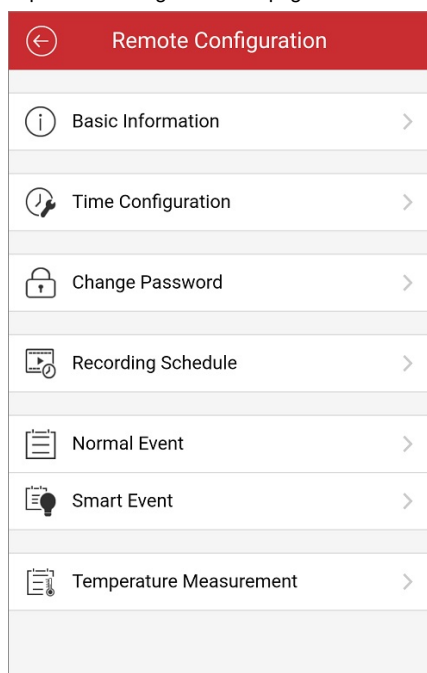 Remote Configuration
Basic Information
Time Configuration
Change Password
Recording Schedule
Normal Event
Smart Event
Temperature Measurement